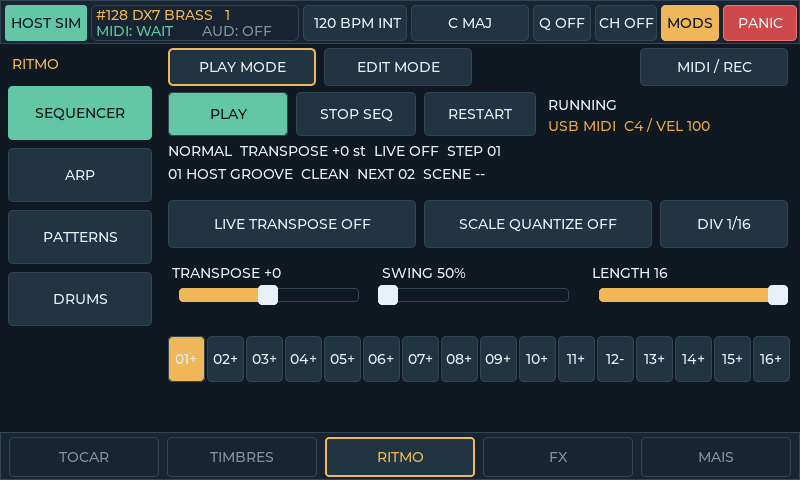 HOST SIM
#128 DX7 BRASS 1
MIDI: WAIT AUD: OFF
120 BPM INT
C MAJ
Q OFF
CH OFF
MODS
PANIC
RITMO
PLAY MODE
EDIT MODE
MIDI / REC
SEQUENCER
ARP
PATTERNS
DRUMS
PLAY
STOP SEQ
RESTART
RUNNING
USB MIDI C4 / VEL 100
NORMAL TRANSPOSE +0 st LIVE OFF STEP 01
01 HOST GROOVE CLEAN NEXT 02 SCENE --
LIVE TRANSPOSE OFF
SCALE QUANTIZE OFF
DIV 1/16
TRANSPOSE +0
SWING 50%
LENGTH 16
01+ 02+ 03+ 04+ 05+ 06+ 07+ 08+ 09+ 10+ 11+ 12- 13+ 14+ 15+ 16+
TOCAR
TIMBRES
RITMO
FX
MAIS